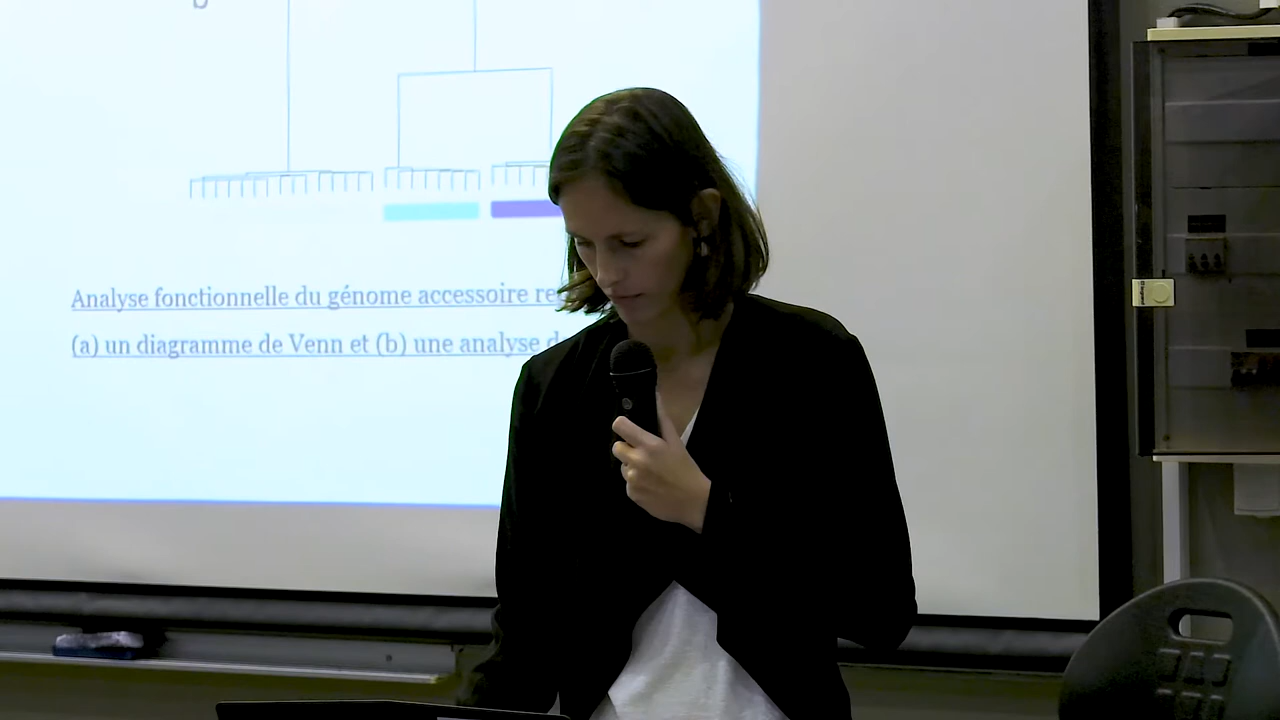 b
Analyse fonctionnelle du génome accessoire
(a) un diagramme de Venn et (b) une analyse